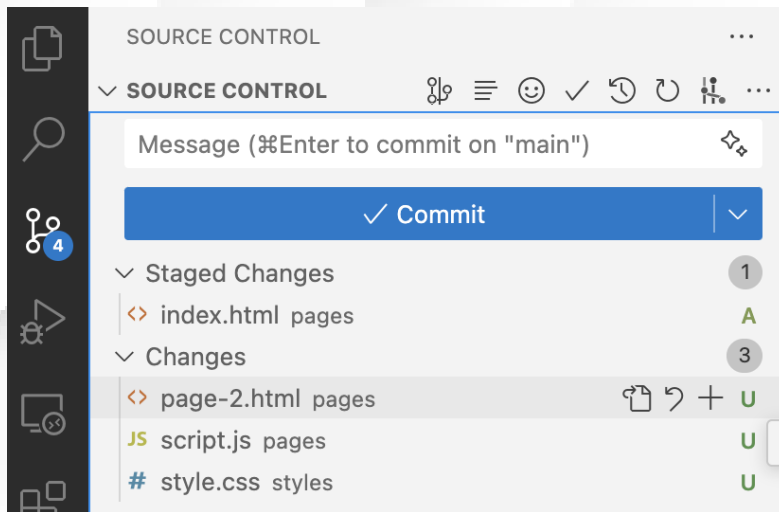 SOURCE CONTROL
SOURCE CONTROL
Message (⌘Enter to commit on "main")
Commit
4
Staged Changes 1
index.html pages A
Changes 3
page-2.html pages U
JS script.js pages U
# style.css styles U